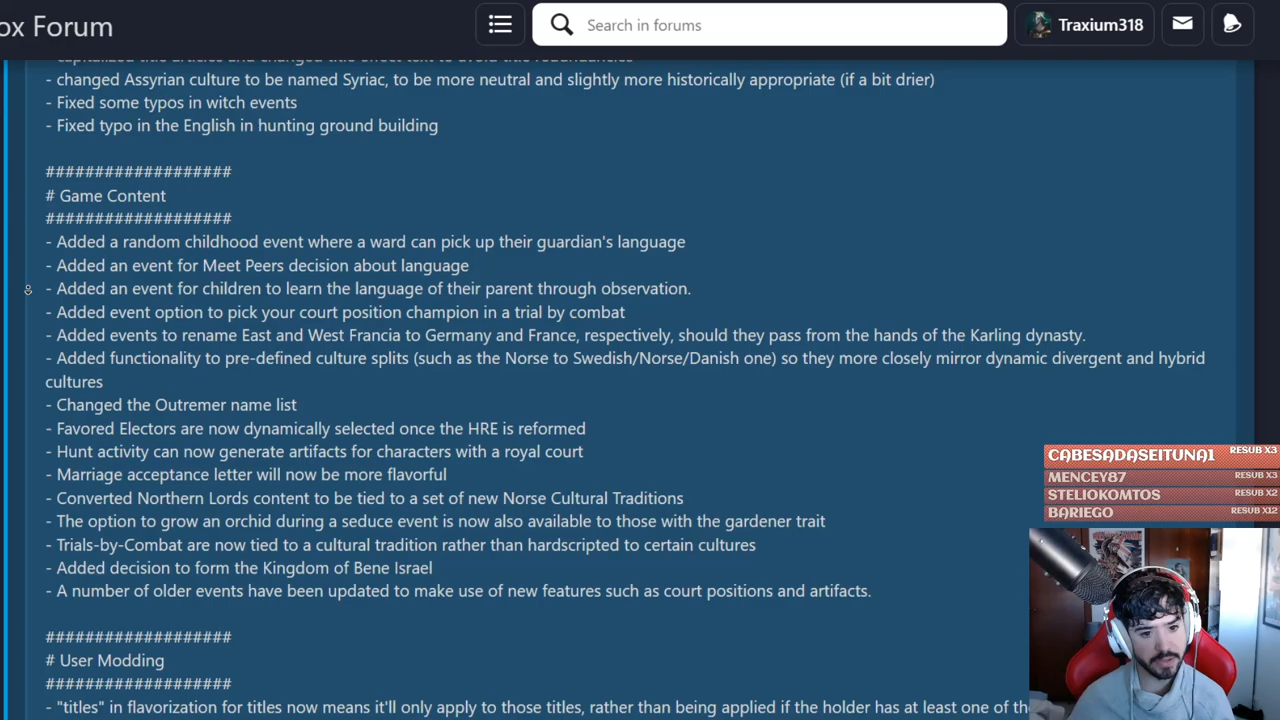 ox Forum
Search in forums
Traxium318
- changed Assyrian culture to be named Syriac, to be more neutral and slightly more historically appropriate (if a bit drier)
- Fixed some typos in witch events
- Fixed typo in the English in hunting ground building
###################
# Game Content
###################
- Added a random childhood event where a ward can pick up their guardian's language
- Added an event for Meet Peers decision about language
- Added an event for children to learn the language of their parent through observation.
- Added event option to pick your court position champion in a trial by combat
- Added events to rename East and West Francia to Germany and France, respectively, should they pass from the hands of the Karling dynasty.
- Added functionality to pre-defined culture splits (such as the Norse to Swedish/Norse/Danish one) so they more closely mirror dynamic divergent and hybrid
cultures
- Changed the Outremer name list
- Favored Electors are now dynamically selected once the HRE is reformed
- Hunt activity can now generate artifacts for characters with a royal court
- Marriage acceptance letter will now be more flavorful
- Converted Northern Lords content to be tied to a set of new Norse Cultural Traditions
- The option to grow an orchid during a seduce event is now also available to those with the gardener trait
- Trials-by-Combat are now tied to a cultural tradition rather than hardscripted to certain cultures
- Added decision to form the Kingdom of Bene Israel
- A number of older events have been updated to make use of new features such as court positions and artifacts.
###################
# User Modding
###################
- "titles" in flavorization for titles now means it'll only apply to those titles, rather than being applied if the holder has at least one of
CABESADASEITUNA1 RESUB X3
MENCEY87 RESUB X3
STELIOKOMTOS RESUB X2
BARIEGO RESUB X12